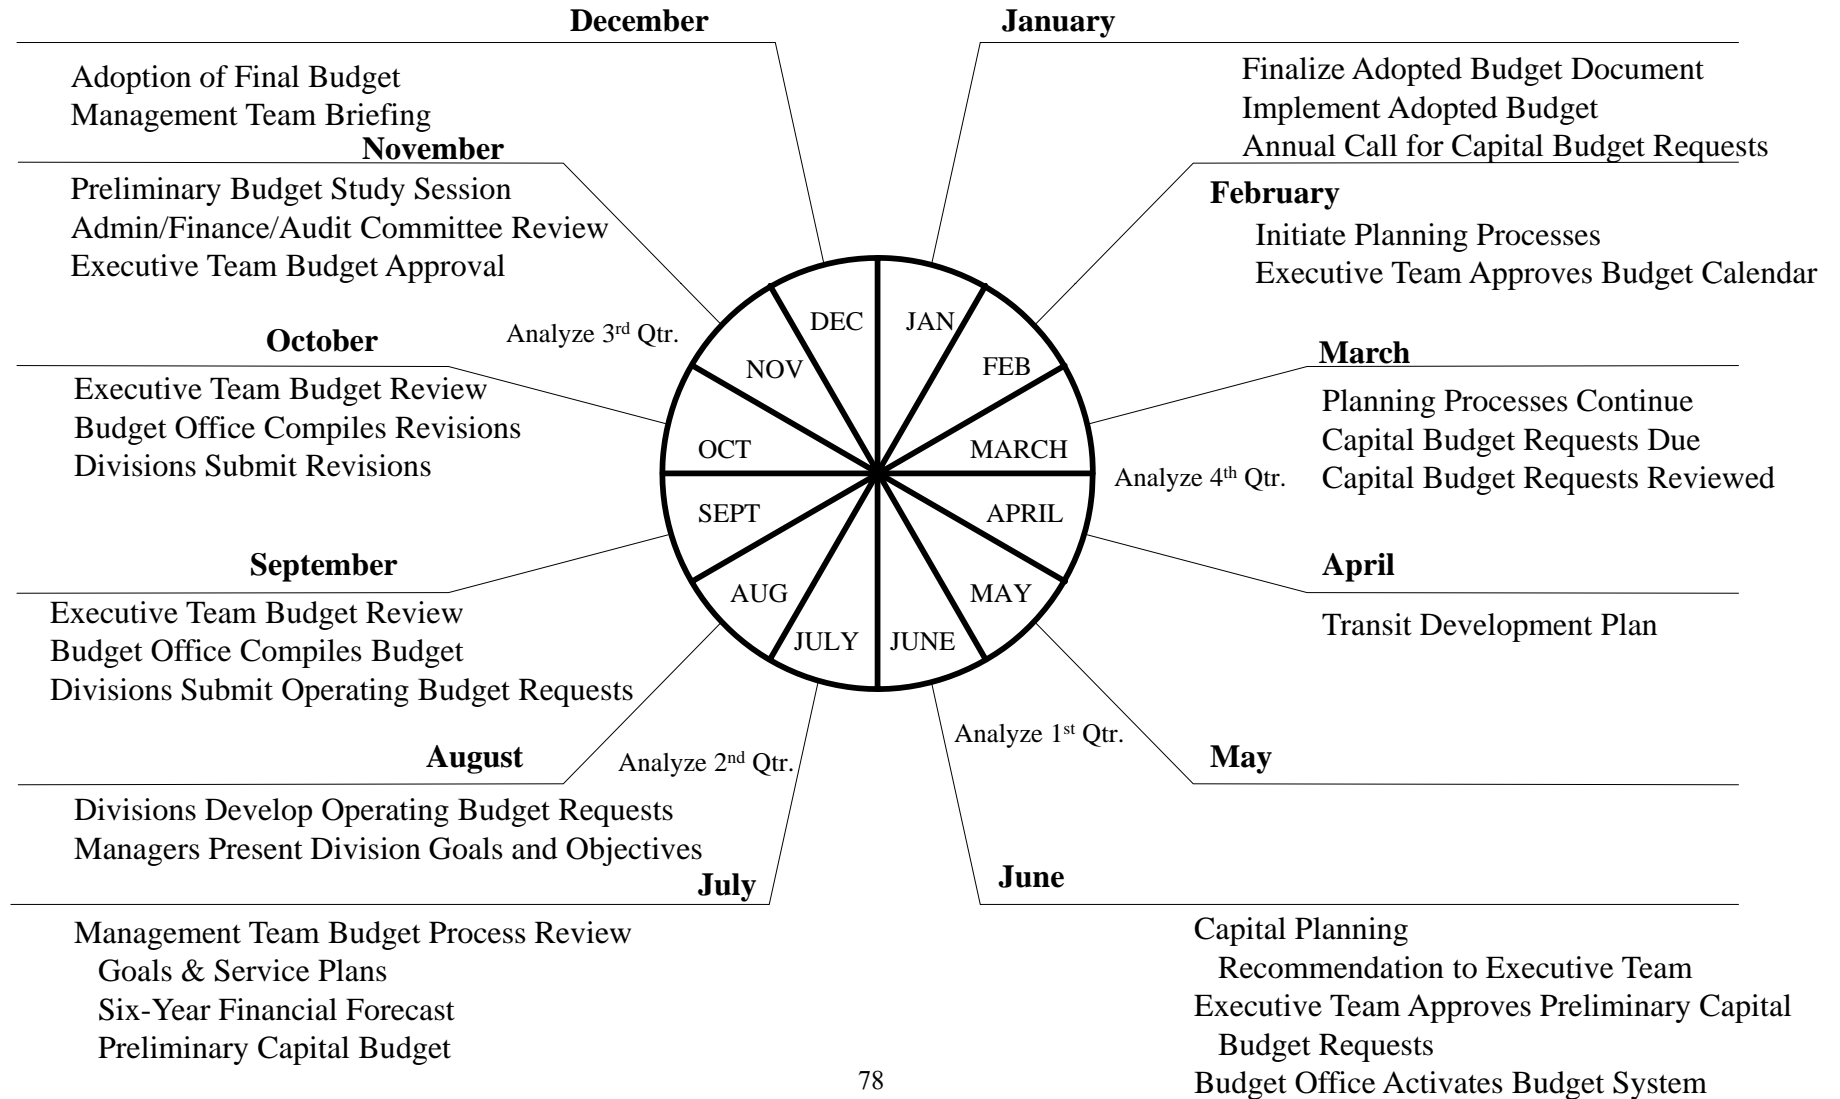 December
Adoption of Final Budget
Management Team Briefing
January
Finalize Adopted Budget Document
Implement Adopted Budget
Annual Call for Capital Budget Requests
November
Preliminary Budget Study Session
Admin/Finance/Audit Committee Review
Executive Team Budget Approval
February
Initiate Planning Processes
Executive Team Approves Budget Calendar
October
Analyze 3rd Qtr.
Executive Team Budget Review
Budget Office Compiles Revisions
Divisions Submit Revisions
DEC
JAN
NOV
FEB
OCT
MARCH
SEPT
APRIL
AUG
MAY
JULY
JUNE
March
Planning Processes Continue
Capital Budget Requests Due
Capital Budget Requests Reviewed
Analyze 4th Qtr.
September
Executive Team Budget Review
Budget Office Compiles Budget
Divisions Submit Operating Budget Requests
April
Transit Development Plan
August
Analyze 2nd Qtr.
Divisions Develop Operating Budget Requests
Managers Present Division Goals and Objectives
Analyze 1st Qtr.
May
July
Management Team Budget Process Review
Goals & Service Plans
Six-Year Financial Forecast
Preliminary Capital Budget
June
Capital Planning
Recommendation to Executive Team
Executive Team Approves Preliminary Capital
Budget Requests
Budget Office Activates Budget System
78